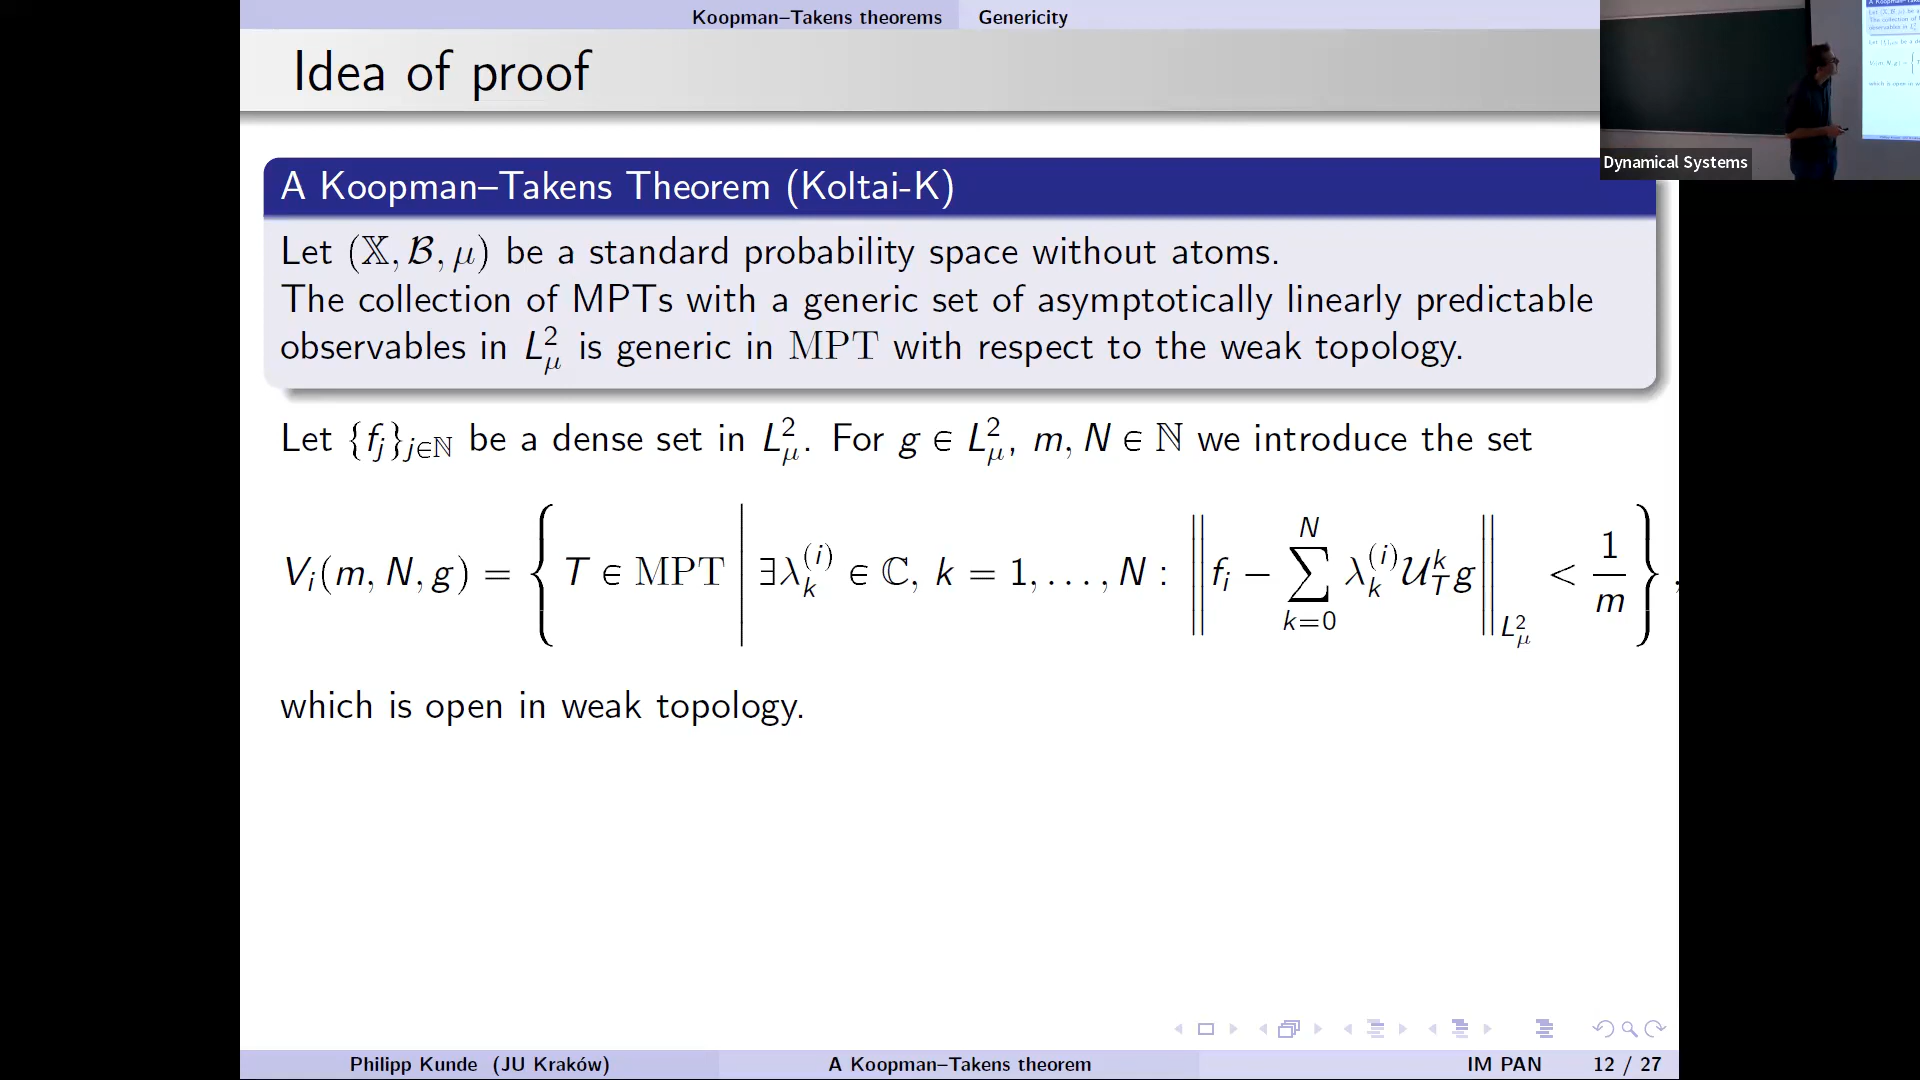 Koopman–Takens theorems Genericity
Idea of proof
Dynamical Systems
A Koopman–Takens Theorem (Koltai-K)
Let (𝕏, ℬ, μ) be a standard probability space without atoms.
The collection of MPTs with a generic set of asymptotically linearly predictable
observables in L²_μ is generic in MPT with respect to the weak topology.
Let {f_j}_{j∈ℕ} be a dense set in L²_μ. For g ∈ L²_μ, m, N ∈ ℕ we introduce the set
V_i(m, N, g) = { T ∈ MPT | ∃λ_k^{(i)} ∈ ℂ, k = 1, . . . , N : ‖ f_i − ∑_{k=0}^{N} λ_k^{(i)} 𝒰_T^k g ‖_{L²_μ} < 1/m } ,
which is open in weak topology.
Philipp Kunde (JU Kraków) A Koopman–Takens theorem IM PAN 12 / 27